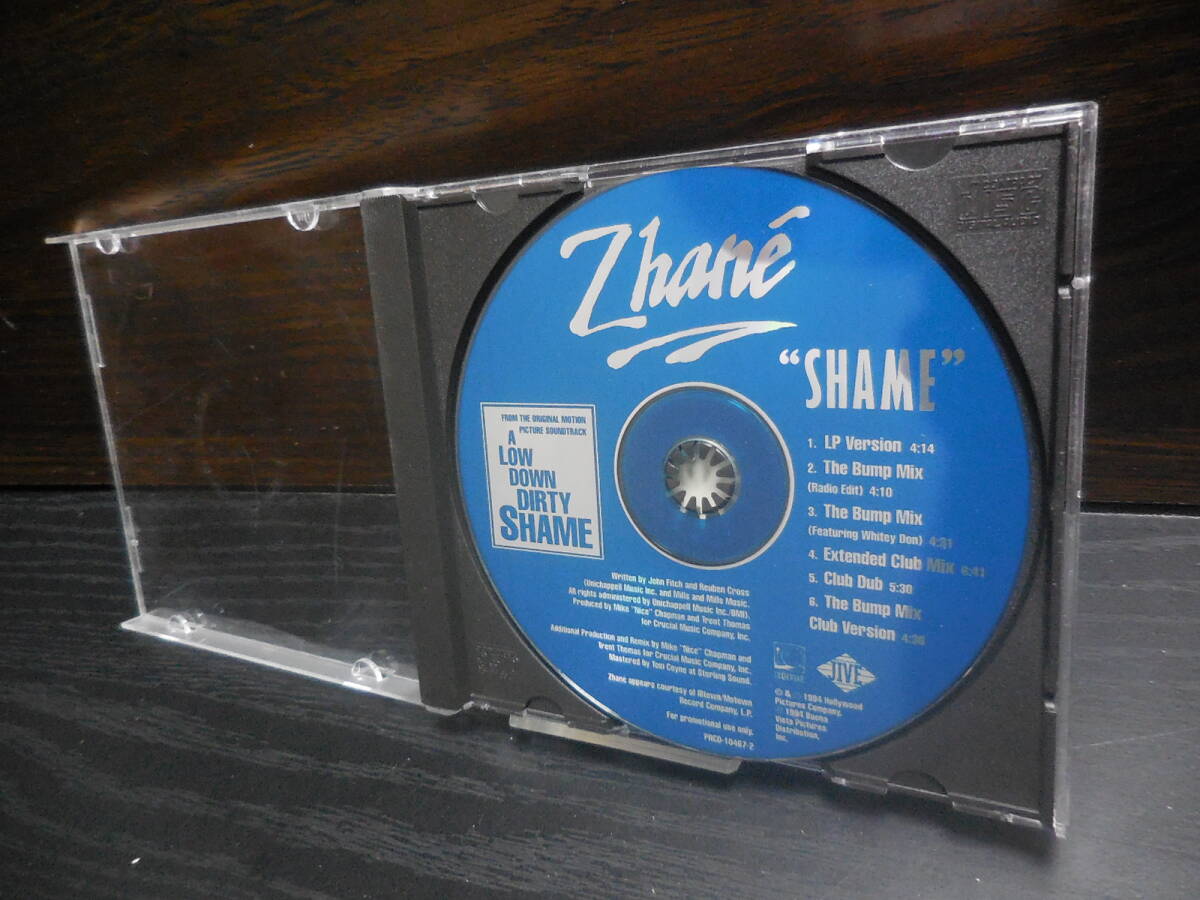 Zhané
“SHAME”
FROM THE ORIGINAL MOTION
PICTURE SOUNDTRACK
A
LOW
DOWN
DIRTY
SHAME
1. LP Version 4:14
2. The Bump Mix
(Radio Edit) 4:10
3. The Bump Mix
(Featuring Whitey Don) 4:31
4. Extended Club Mix 6:41
5. Club Dub 5:30
6. The Bump Mix
Club Version 4:36
Written by John Fitch and Reuben Cross
(Unichappell Music Inc. and Mills and Mills Music.
All rights administered by Unichappell Music Inc./BMI).
Produced by Mike "Nice" Chapman and Trent Thomas
for Crucial Music Company, Inc.
Additional Production and Remix by Mike "Nice" Chapman and
Trent Thomas for Crucial Music Company, Inc.
Mastered by Tom Coyne at Sterling Sound.
Zhane appears courtesy of Illtown/Motown
Record Company, L.P.
For promotional use only.
PRCD-10467-2
JIVE
© & ℗ 1994 Hollywood
Pictures Company.
℗ 1994 Buena
Vista Pictures
Distribution,
Inc.